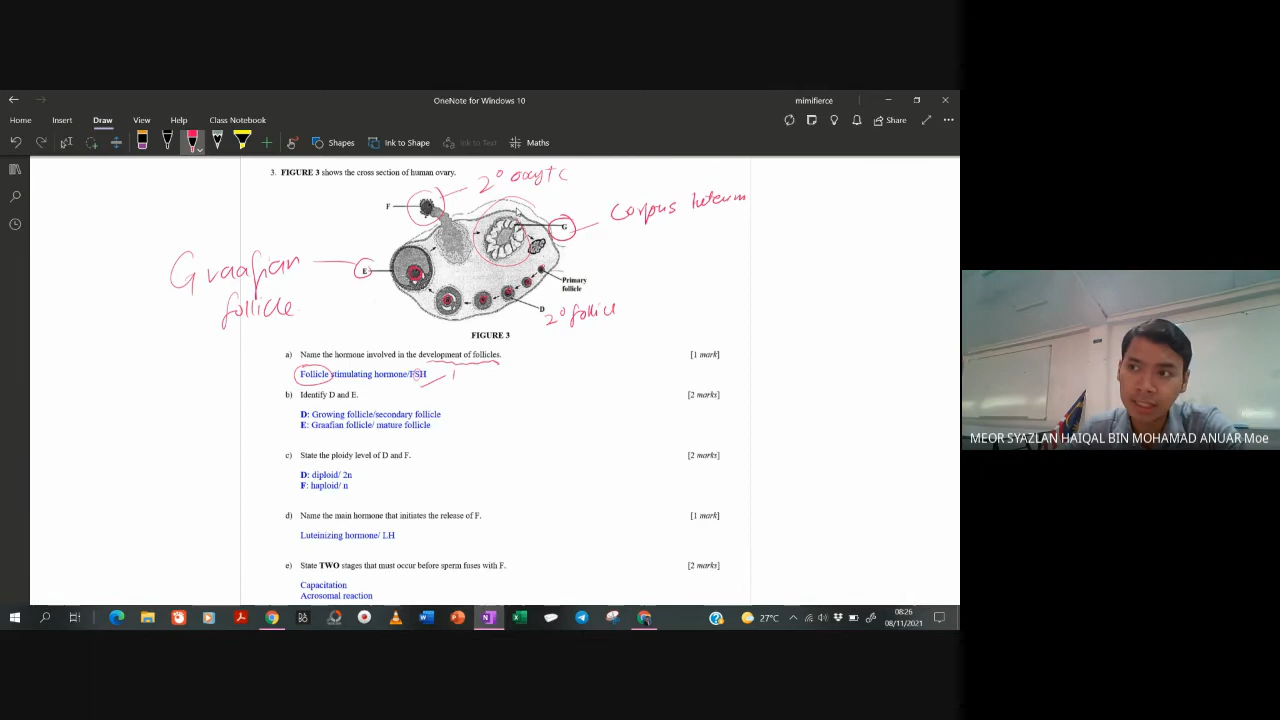 OneNote for Windows 10
mimifierce
Home Insert Draw View Help Class Notebook
Share
Shapes Ink to Shape Ink to Text Maths
3. FIGURE 3 shows the cross section of human ovary.
2° oocyte
F
Corpus luteum
G
Graafian
follicle
E
Primary
follicle
D
2° follicl
FIGURE 3
a) Name the hormone involved in the development of follicles. [1 mark]
Follicle stimulating hormone/FSH
1
b) Identify D and E. [2 marks]
D: Growing follicle/secondary follicle
E: Graafian follicle/ mature follicle
c) State the ploidy level of D and F. [2 marks]
D: diploid/ 2n
F: haploid/ n
d) Name the main hormone that initiates the release of F. [1 mark]
Luteinizing hormone/ LH
e) State TWO stages that must occur before sperm fuses with F. [2 marks]
Capacitation
Acrosomal reaction
MEOR SYAZLAN HAIQAL BIN MOHAMAD ANUAR Moe
27°C
08:26
08/11/2021